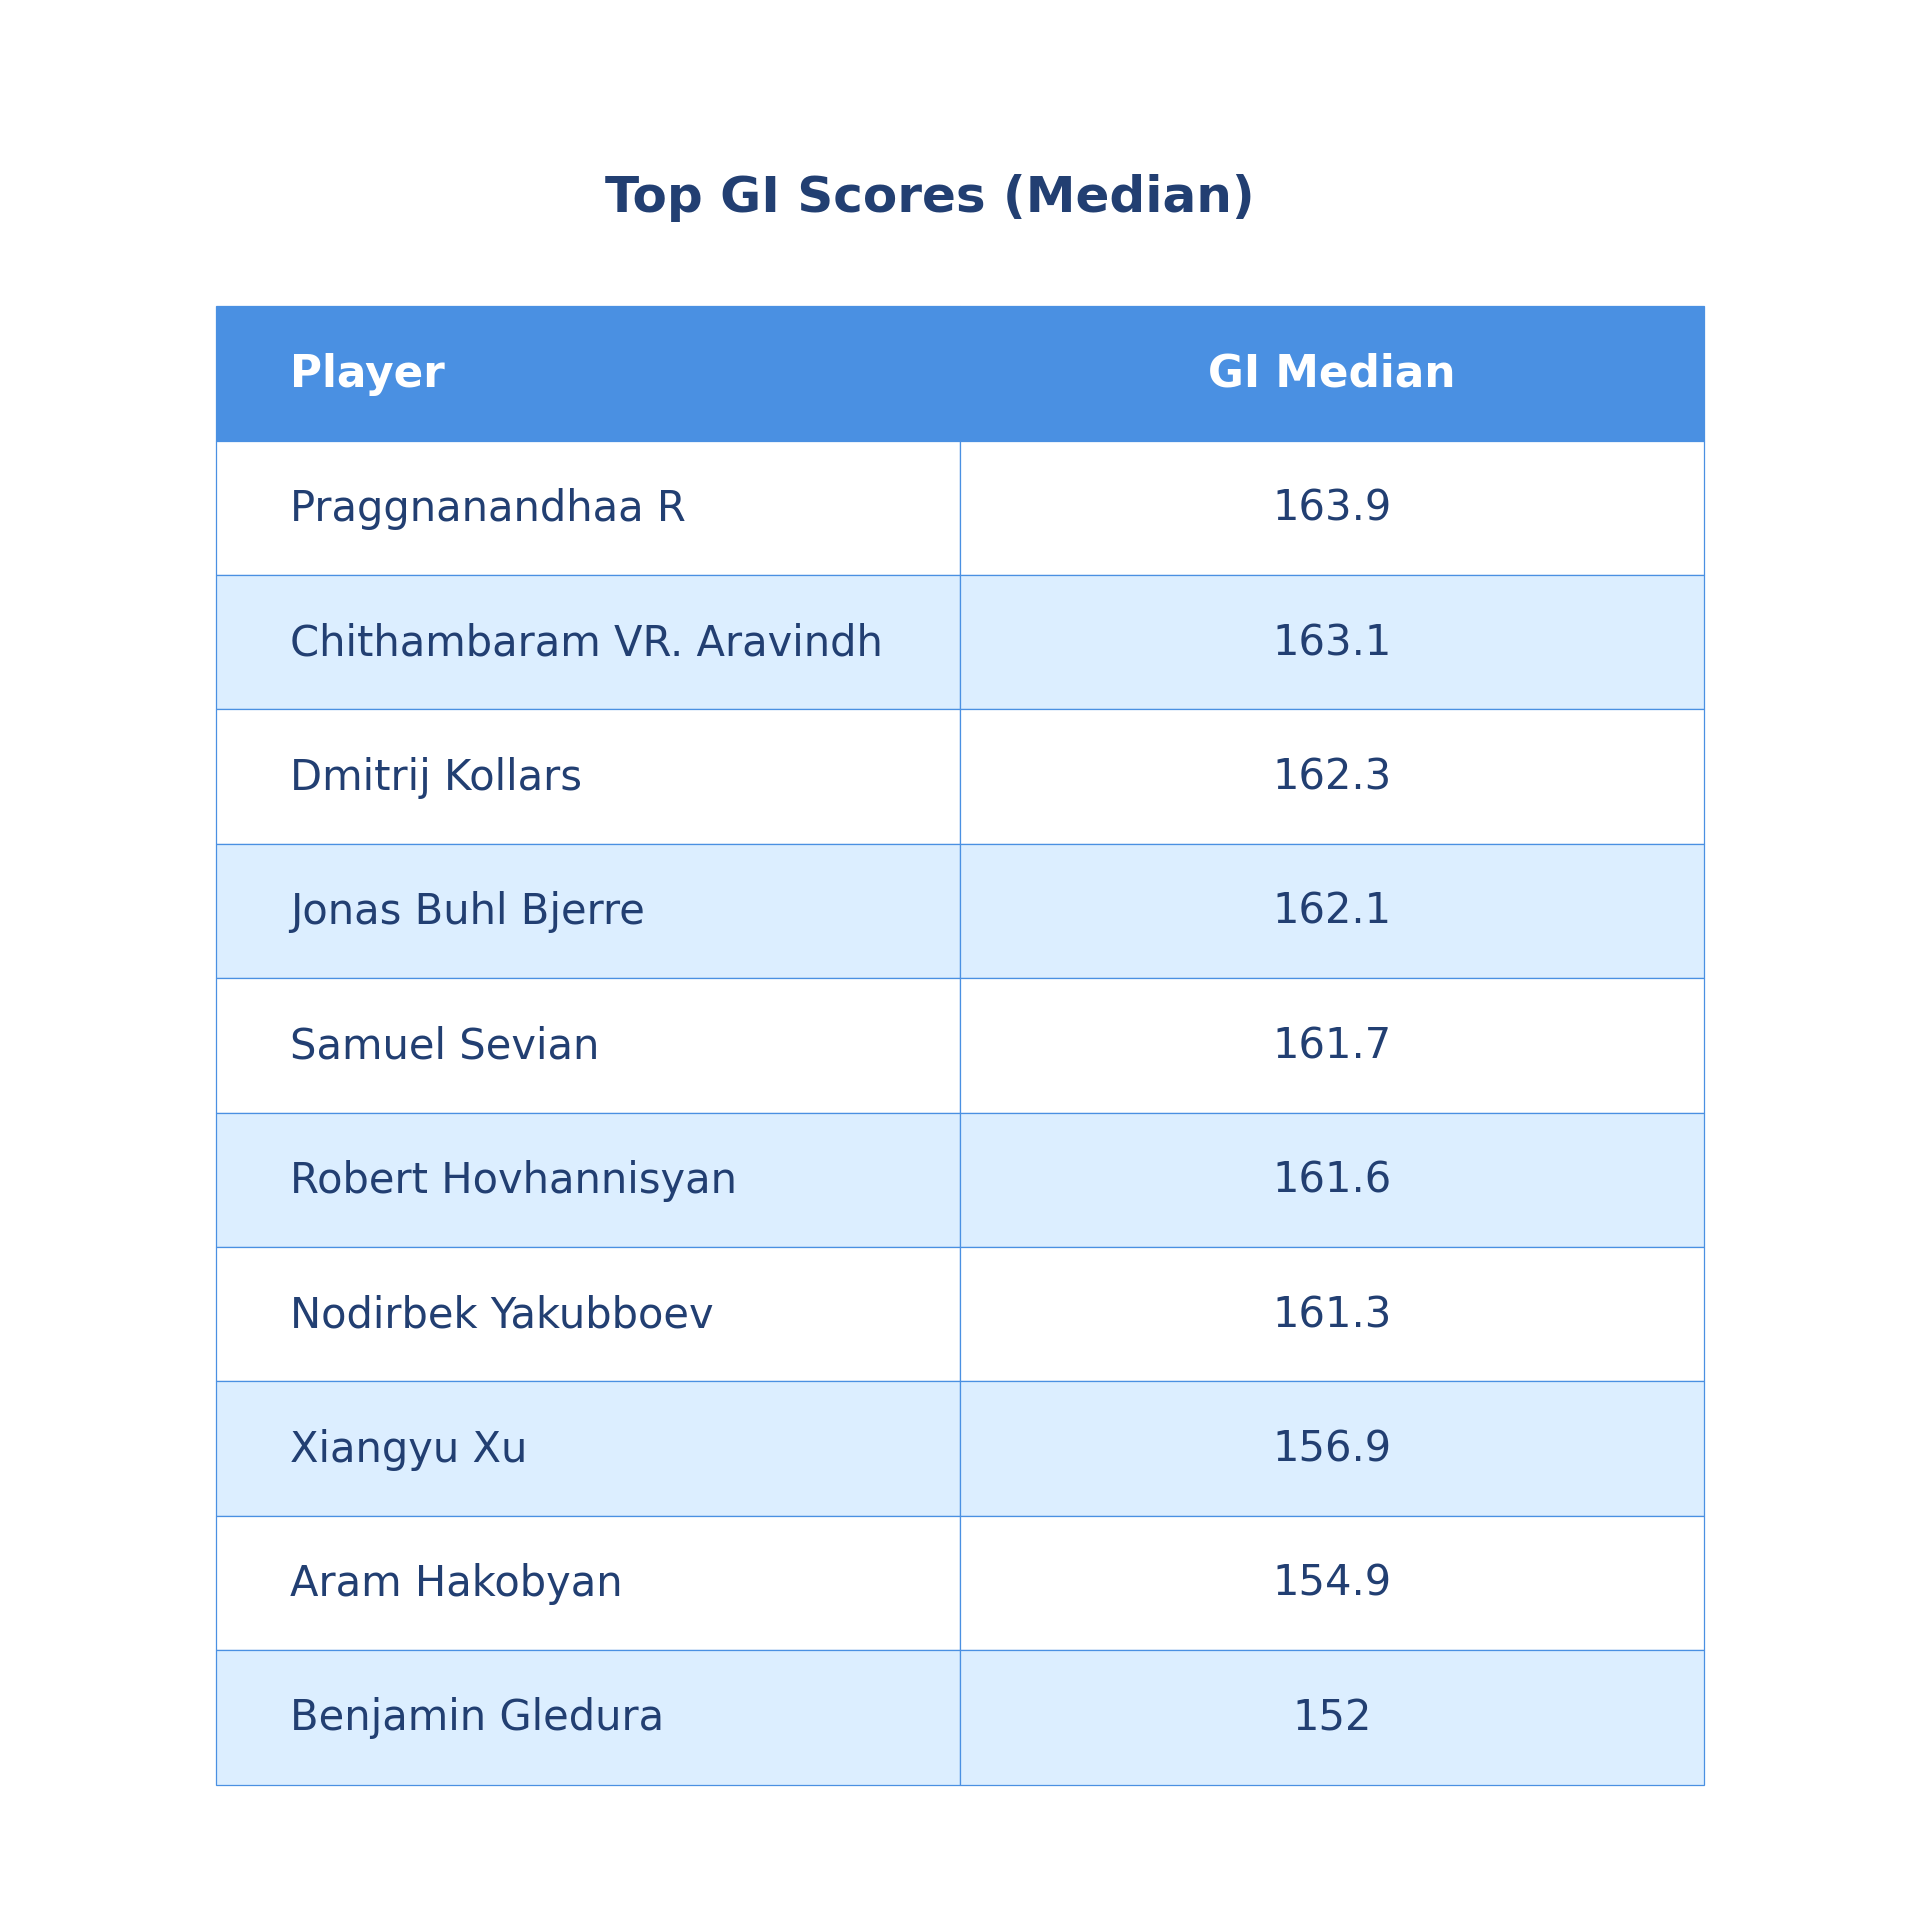 Top GI Scores (Median)
Player GI Median
Praggnanandhaa R 163.9
Chithambaram VR. Aravindh 163.1
Dmitrij Kollars 162.3
Jonas Buhl Bjerre 162.1
Samuel Sevian 161.7
Robert Hovhannisyan 161.6
Nodirbek Yakubboev 161.3
Xiangyu Xu 156.9
Aram Hakobyan 154.9
Benjamin Gledura 152